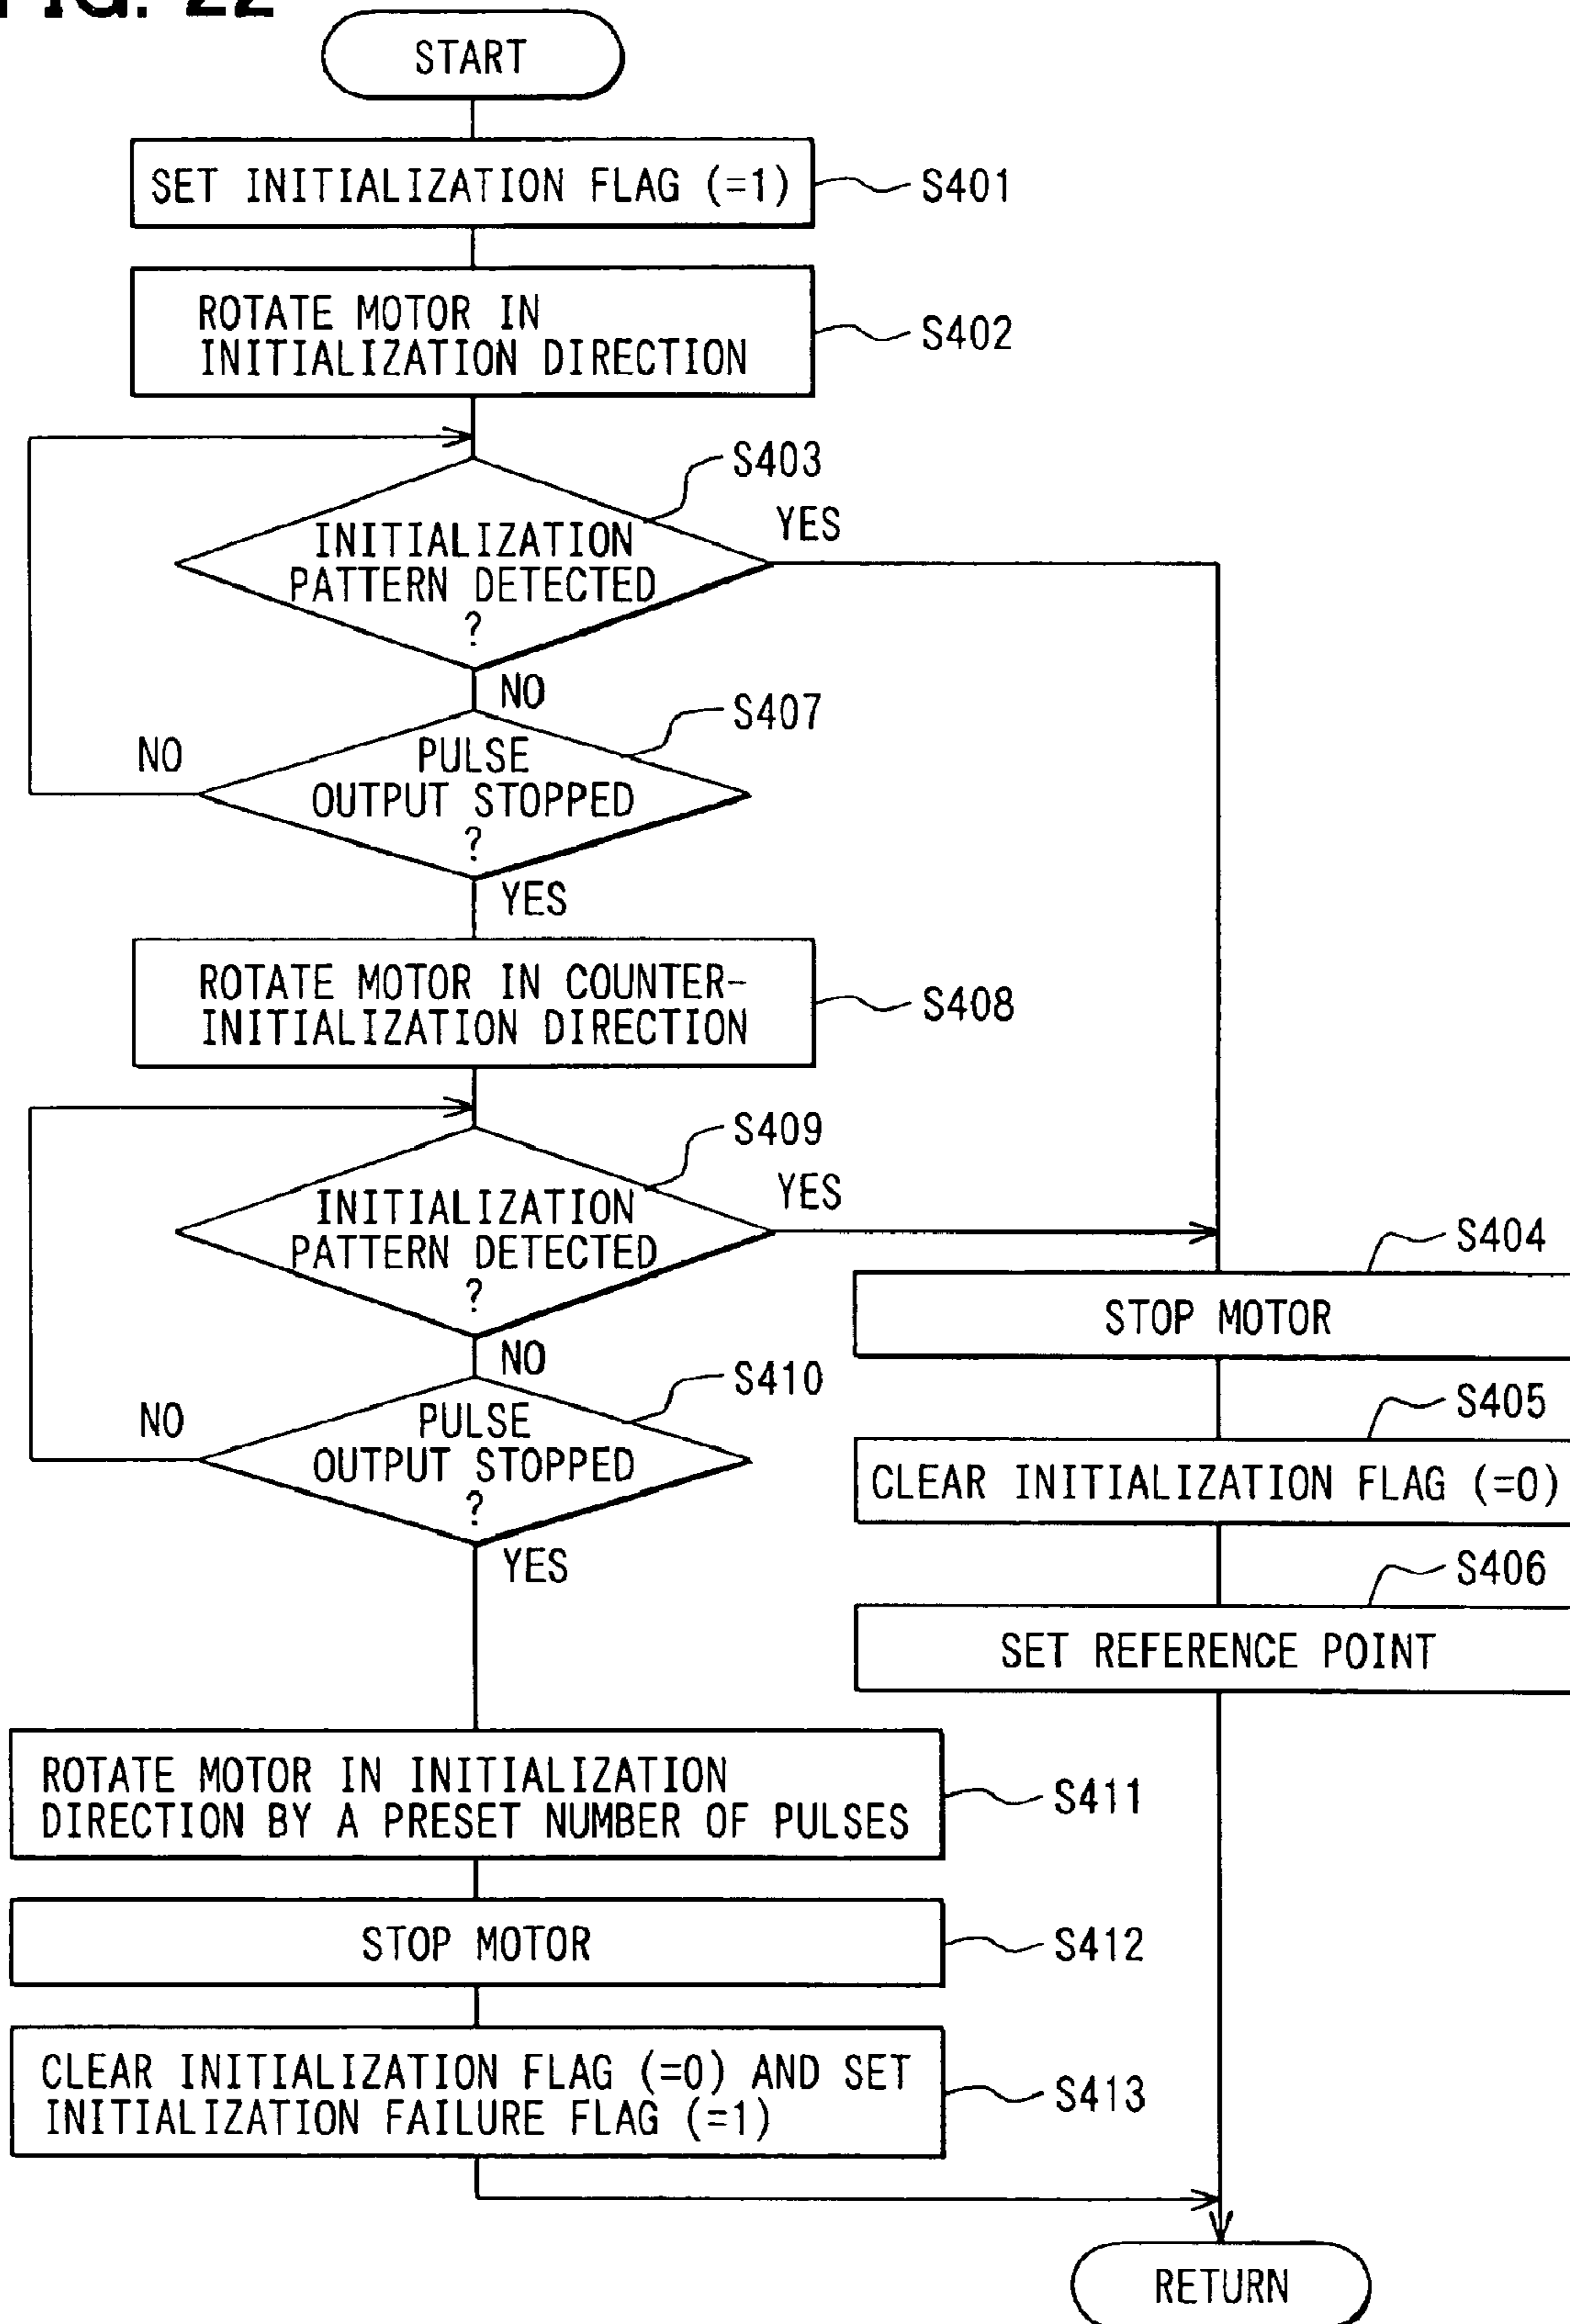 FIG. 22
START
SET INITIALIZATION FLAG (=1)
S401
ROTATE MOTOR IN
INITIALIZATION DIRECTION
S402
S403
INITIALIZATION
PATTERN DETECTED
?
YES
NO
S407
PULSE
OUTPUT STOPPED
?
NO
YES
ROTATE MOTOR IN COUNTER-
INITIALIZATION DIRECTION
S408
S409
INITIALIZATION
PATTERN DETECTED
?
YES
NO
S410
PULSE
OUTPUT STOPPED
?
NO
YES
S404
STOP MOTOR
S405
CLEAR INITIALIZATION FLAG (=0)
S406
SET REFERENCE POINT
ROTATE MOTOR IN INITIALIZATION
DIRECTION BY A PRESET NUMBER OF PULSES
S411
STOP MOTOR
S412
CLEAR INITIALIZATION FLAG (=0) AND SET
INITIALIZATION FAILURE FLAG (=1)
S413
RETURN